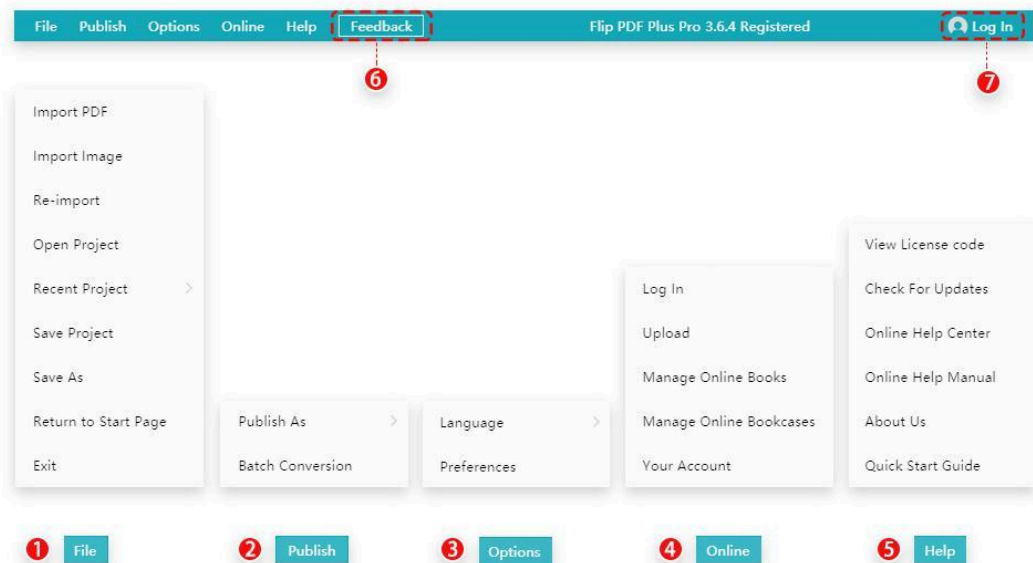 File Publish Options Online Help Feedback Flip PDF Plus Pro 3.6.4 Registered Log In
6
7
Import PDF
Import Image
Re-import
Open Project
Recent Project
Save Project
Save As
Return to Start Page
Exit
Publish As
Batch Conversion
Language
Preferences
Log In
Upload
Manage Online Books
Manage Online Bookcases
Your Account
View License code
Check For Updates
Online Help Center
Online Help Manual
About Us
Quick Start Guide
1 File
2 Publish
3 Options
4 Online
5 Help